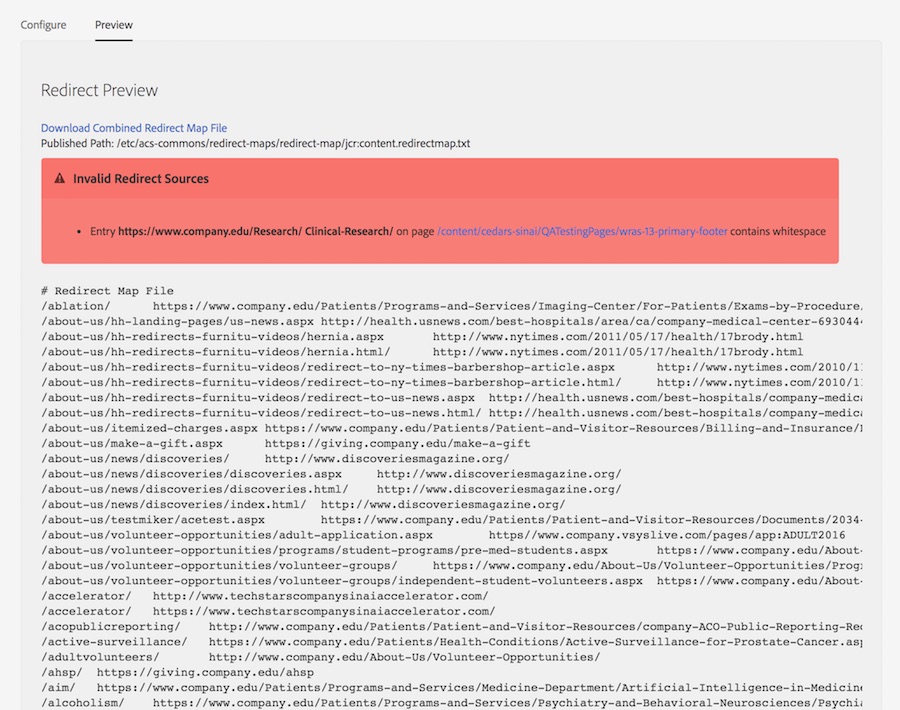 Configure Preview
Redirect Preview
Download Combined Redirect Map File
Published Path: /etc/acs-commons/redirect-maps/redirect-map/jcr:content.redirectmap.txt
Invalid Redirect Sources
• Entry https://www.company.edu/Research/ Clinical-Research/ on page /content/cedars-sinai/QATestingPages/wras-13-primary-footer contains whitespace
# Redirect Map File
/ablation/ https://www.company.edu/Patients/Programs-and-Services/Imaging-Center/For-Patients/Exams-by-Procedure/
/about-us/hh-landing-pages/us-news.aspx http://health.usnews.com/best-hospitals/area/ca/company-medical-center-693044
/about-us/hh-redirects-furnitu-videos/hernia.aspx http://www.nytimes.com/2011/05/17/health/17brody.html
/about-us/hh-redirects-furnitu-videos/hernia.html/ http://www.nytimes.com/2011/05/17/health/17brody.html
/about-us/hh-redirects-furnitu-videos/redirect-to-ny-times-barbershop-article.aspx http://www.nytimes.com/2010/1
/about-us/hh-redirects-furnitu-videos/redirect-to-ny-times-barbershop-article.html/ http://www.nytimes.com/2010/1
/about-us/hh-redirects-furnitu-videos/redirect-to-us-news.aspx http://health.usnews.com/best-hospitals/company-medica
/about-us/hh-redirects-furnitu-videos/redirect-to-us-news.html/ http://health.usnews.com/best-hospitals/company-medica
/about-us/itemized-charges.aspx https://www.company.edu/Patients/Patient-and-Visitor-Resources/Billing-and-Insurance/
/about-us/make-a-gift.aspx https://giving.company.edu/make-a-gift
/about-us/news/discoveries/ http://www.discoveriesmagazine.org/
/about-us/news/discoveries/discoveries.aspx http://www.discoveriesmagazine.org/
/about-us/news/discoveries/discoveries.html/ http://www.discoveriesmagazine.org/
/about-us/news/discoveries/index.html/ http://www.discoveriesmagazine.org/
/about-us/testmiker/acetest.aspx https://www.company.edu/Patients/Patient-and-Visitor-Resources/Documents/2034-
/about-us/volunteer-opportunities/adult-application.aspx https//www.company.vsyslive.com/pages/app:ADULT2016
/about-us/volunteer-opportunities/programs/student-programs/pre-med-students.aspx https://www.company.edu/About-
/about-us/volunteer-opportunities/volunteer-groups/ https://www.company.edu/About-Us/Volunteer-Opportunities/Prog
/about-us/volunteer-opportunities/volunteer-groups/independent-student-volunteers.aspx https://www.company.edu/About-
/accelerator/ http://www.techstarscompanysinaiaccelerator.com/
/accelerator/ https://www.techstarscompanysinaiaccelerator.com/
/acopublicreporting/ http://www.company.edu/Patients/Patient-and-Visitor-Resources/company-ACO-Public-Reporting-Red
/active-surveillance/ https://www.company.edu/Patients/Health-Conditions/Active-Surveillance-for-Prostate-Cancer.asp
/adultvolunteers/ http://www.company.edu/About-Us/Volunteer-Opportunities/
/ahsp/ https://giving.company.edu/ahsp
/aim/ https://www.company.edu/Patients/Programs-and-Services/Medicine-Department/Artificial-Intelligence-in-Medicine
/alcoholism/ https://www.company.edu/Patients/Programs-and-Services/Psychiatry-and-Behavioral-Neurosciences/Psychia